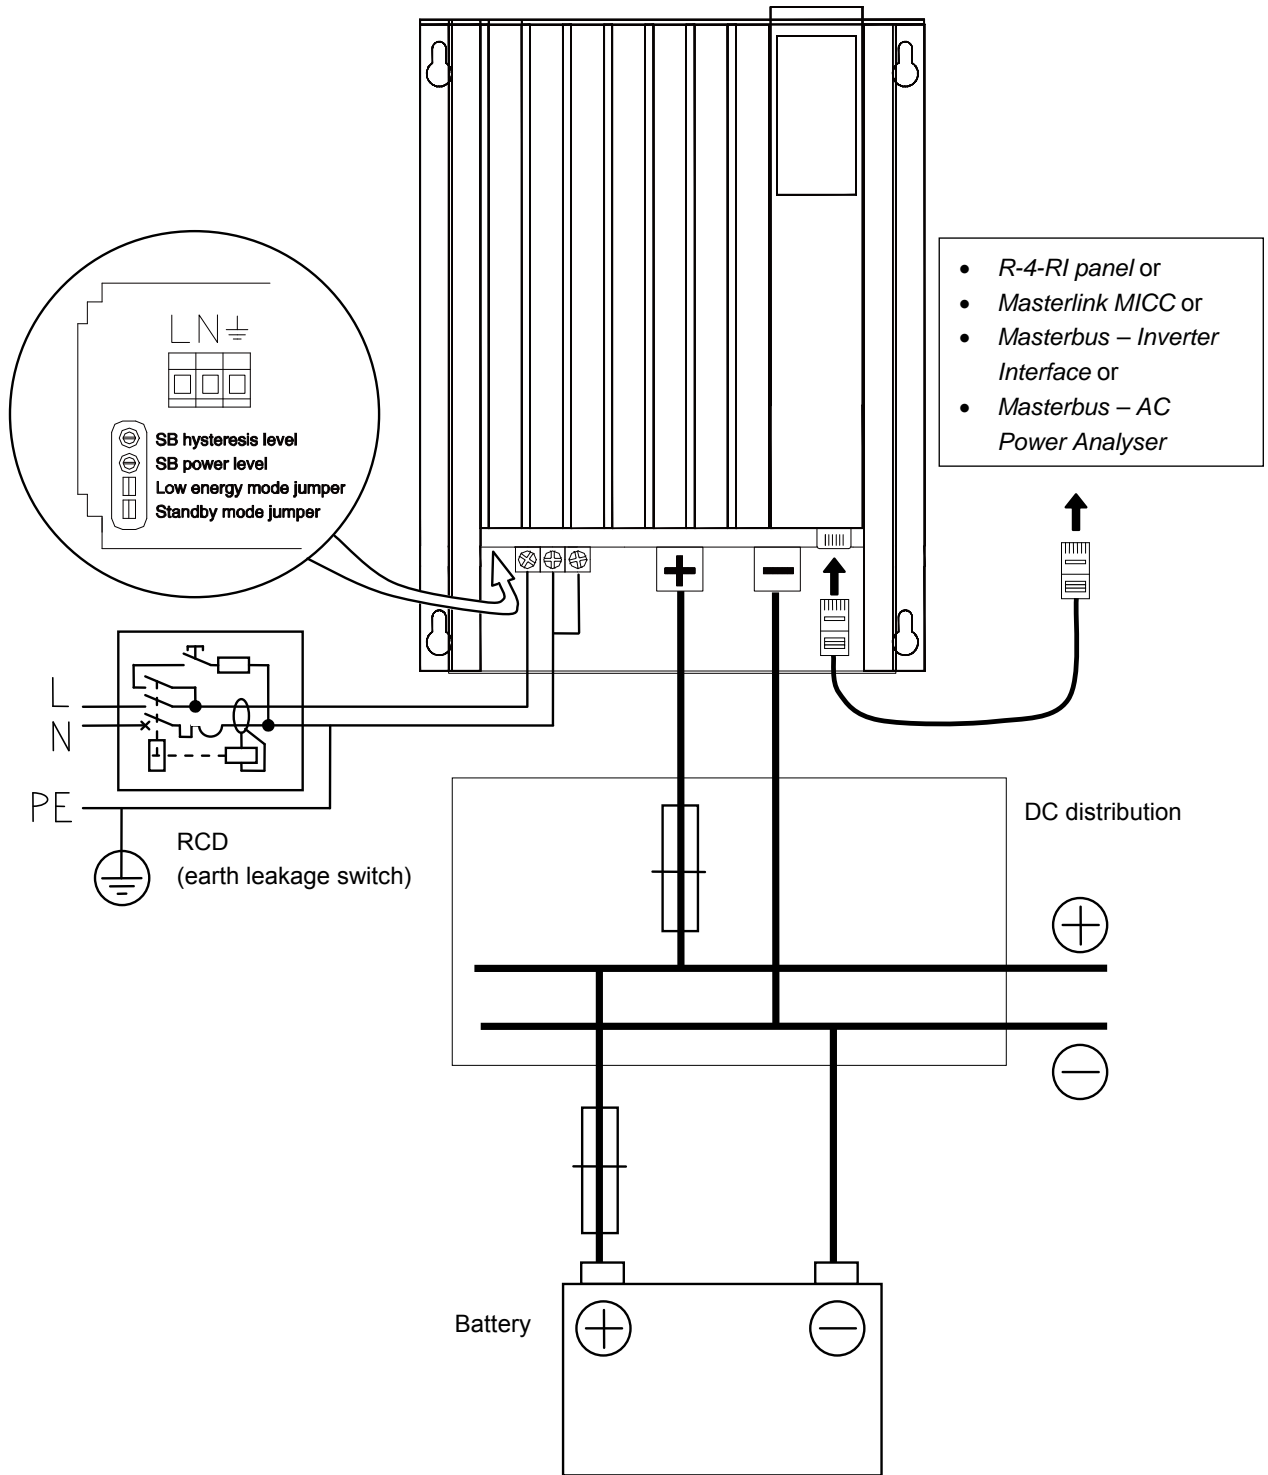 • R-4-RI panel or
• Masterlink MICC or
• Masterbus – Inverter
Interface or
• Masterbus – AC
Power Analyser
L N
SB hysteresis level
SB power level
Low energy mode jumper
Standby mode jumper
+ −
L
N
PE
RCD
(earth leakage switch)
DC distribution
+
−
Battery
+ −